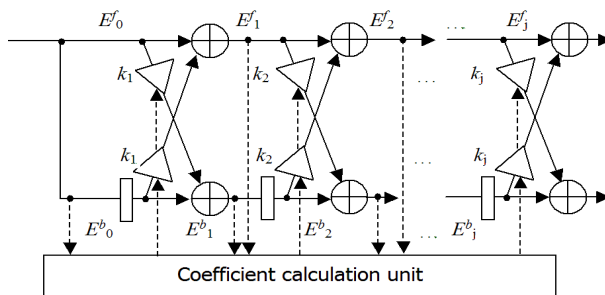 E^f_0 E^f_1 E^f_2 ... E^f_j
k_1 k_2 ... k_j
k_1 k_2 ... k_j
E^b_0 E^b_1 E^b_2 ... E^b_j
Coefficient calculation unit